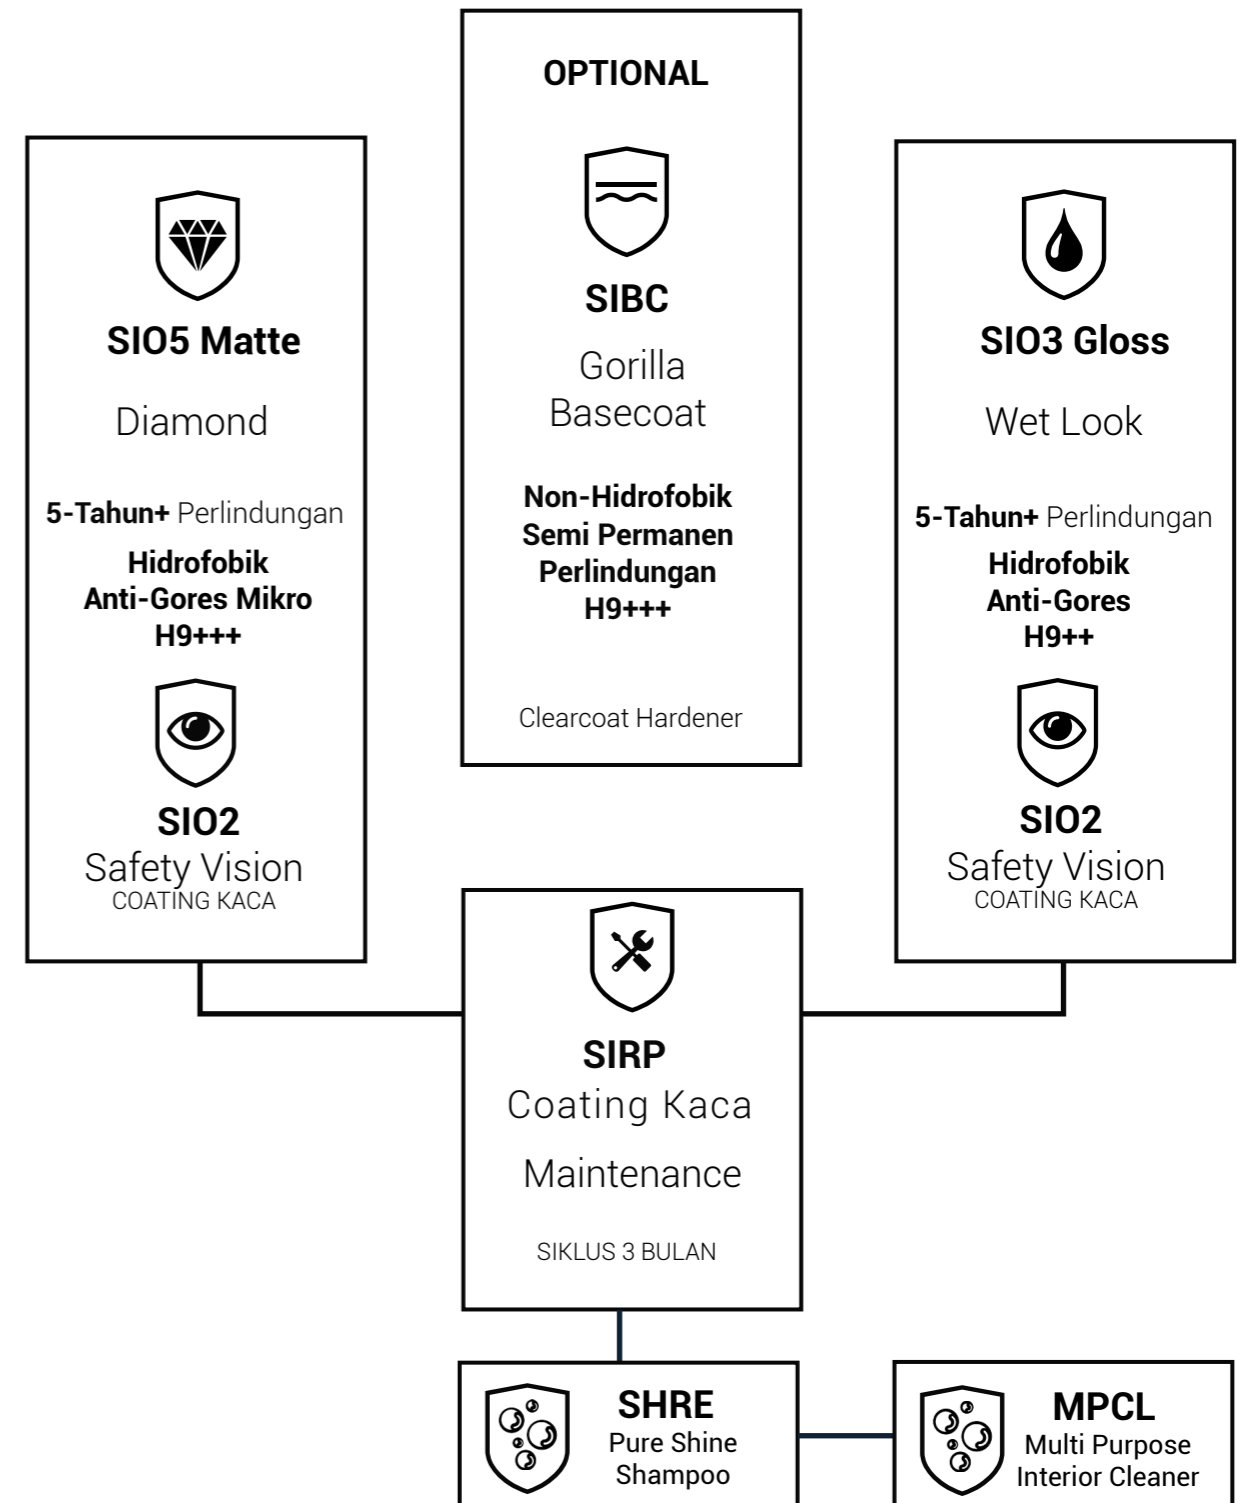 OPTIONAL
SIBC
Gorilla
Basecoat
Non-Hidrofobik
Semi Permanen
Perlindungan
H9+++
Clearcoat Hardener
SIO5 Matte
Diamond
5-Tahun+ Perlindungan
Hidrofobik
Anti-Gores Mikro
H9+++
SIO2
Safety Vision
COATING KACA
SIO3 Gloss
Wet Look
5-Tahun+ Perlindungan
Hidrofobik
Anti-Gores
H9++
SIO2
Safety Vision
COATING KACA
SIRP
Coating Kaca
Maintenance
SIKLUS 3 BULAN
SHRE
Pure Shine
Shampoo
MPCL
Multi Purpose
Interior Cleaner